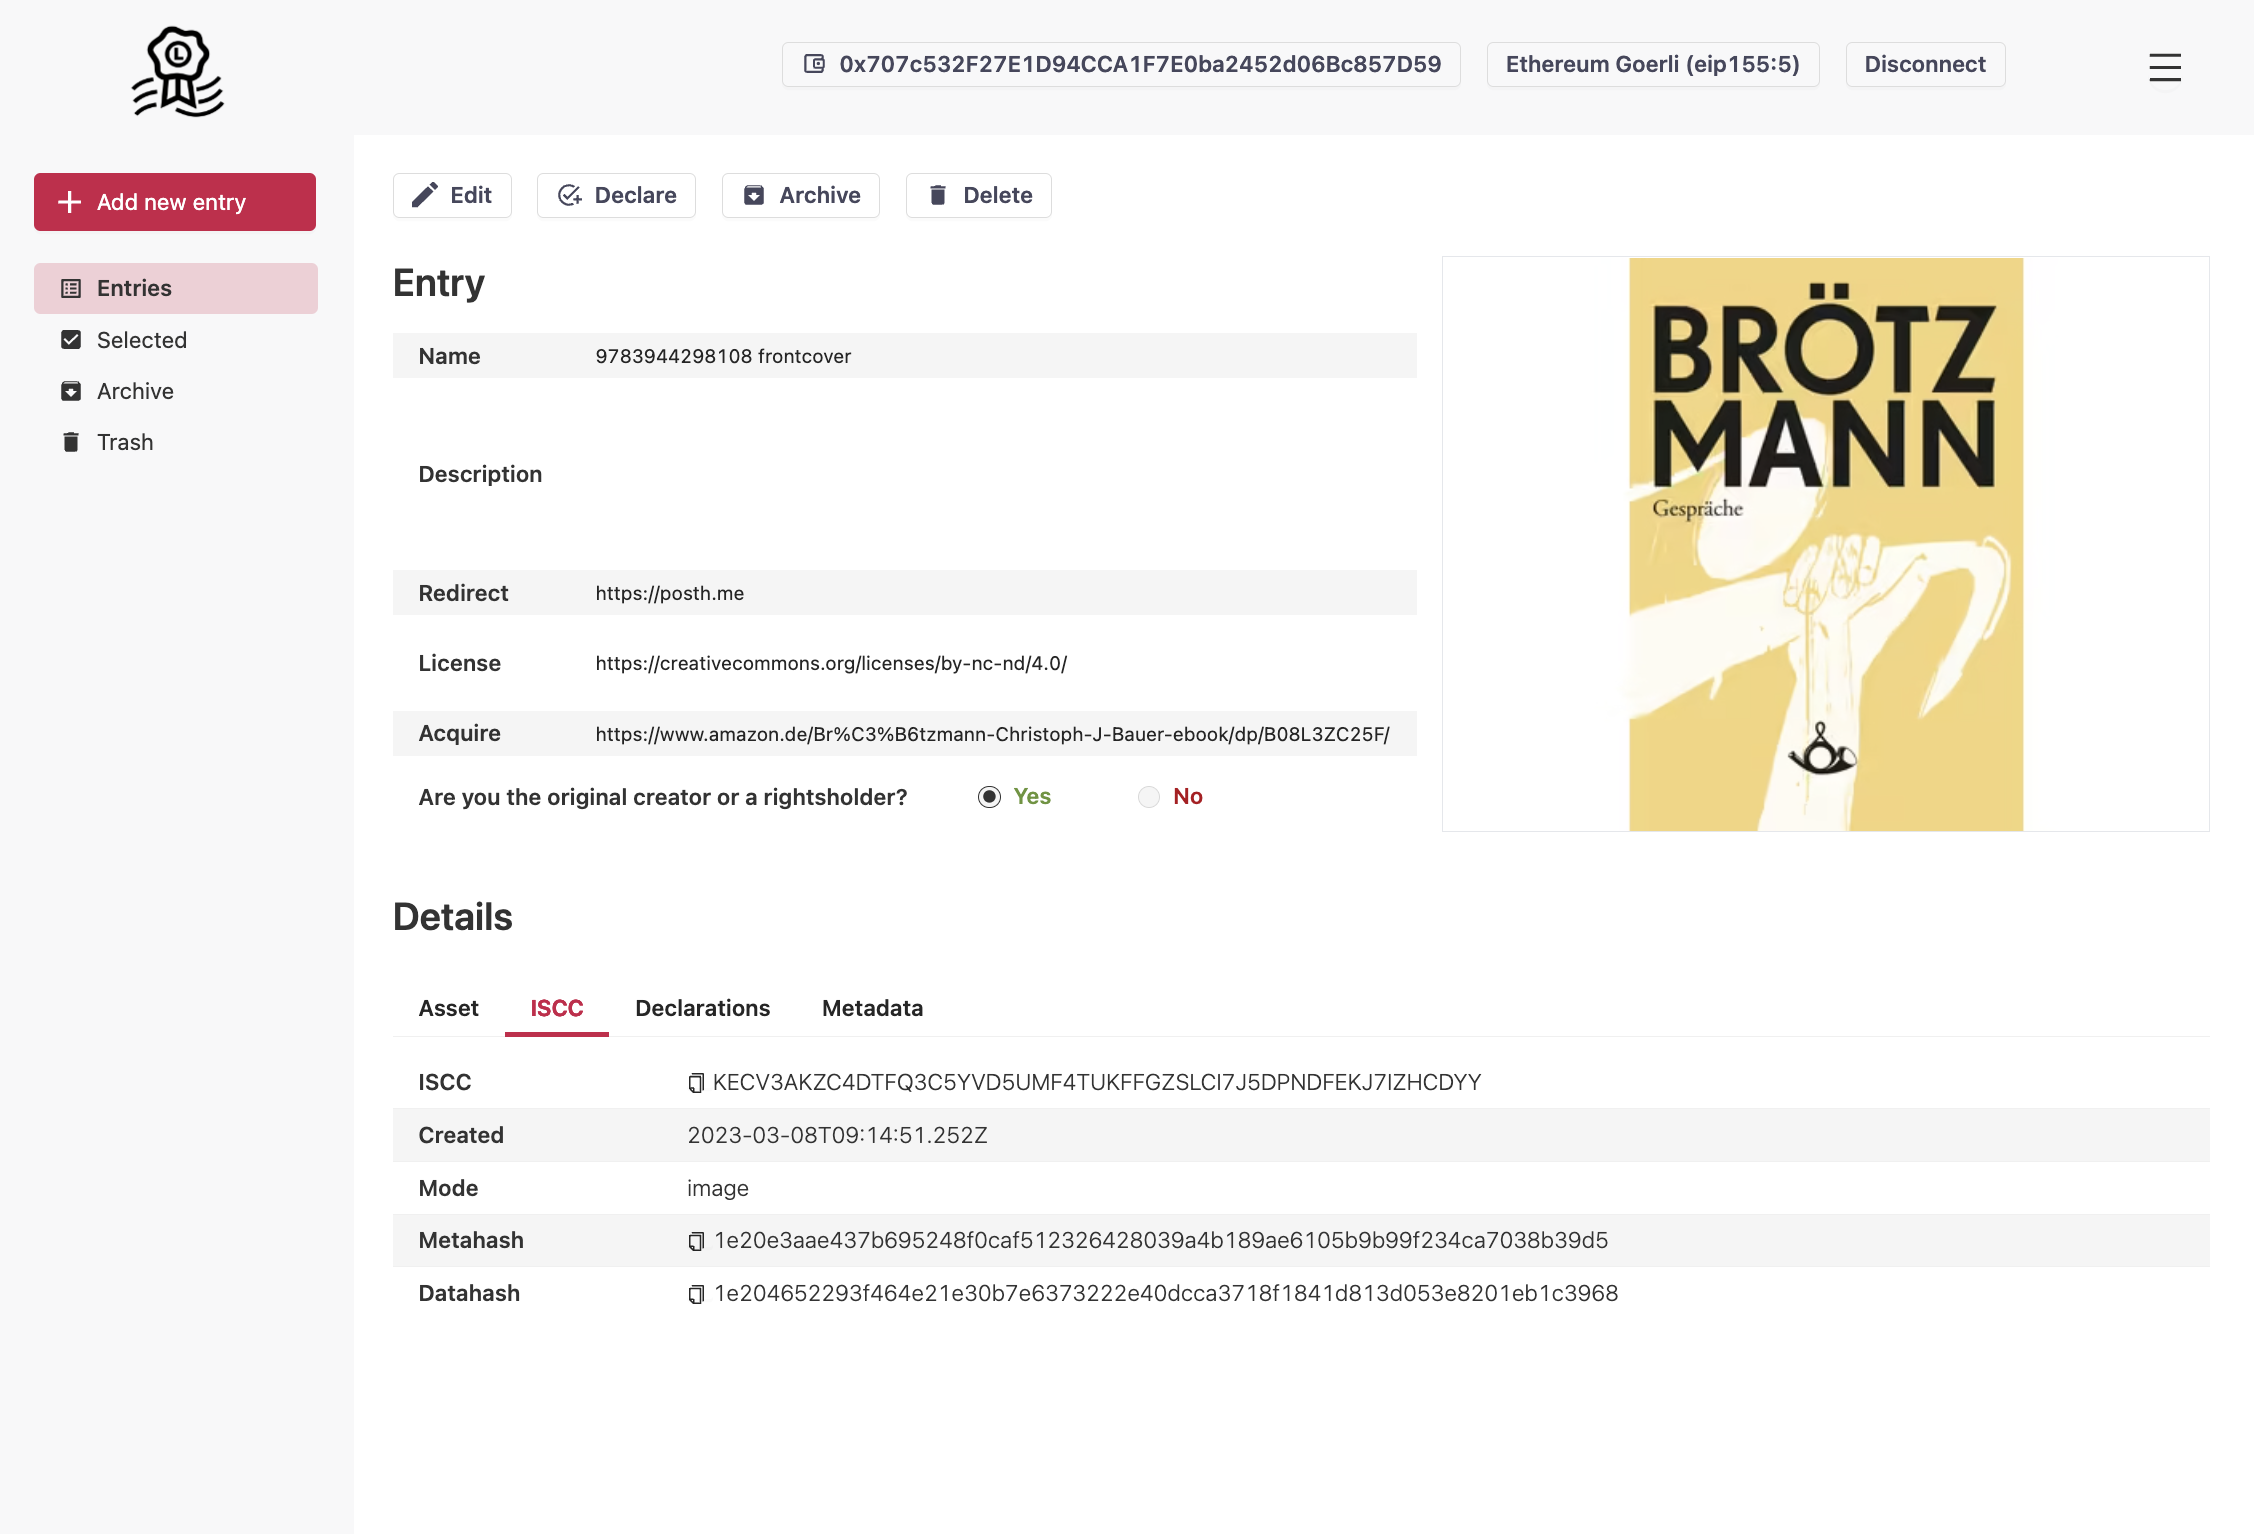 L
0x707c532F27E1D94CCA1F7E0ba2452d06Bc857D59
Ethereum Goerli (eip155:5)
Disconnect
Add new entry
Entries
Selected
Archive
Trash
Edit
Declare
Archive
Delete
Entry
Name 9783944298108 frontcover
Description
Redirect https://posth.me
License https://creativecommons.org/licenses/by-nc-nd/4.0/
Acquire https://www.amazon.de/Br%C3%B6tzmann-Christoph-J-Bauer-ebook/dp/B08L3ZC25F/
Are you the original creator or a rightsholder? Yes No
BRÖTZ
MANN
Gespräche
Details
Asset ISCC Declarations Metadata
ISCC KECV3AKZC4DTFQ3C5YVD5UMF4TUKFFGZSLCI7J5DPNDFEKJ7IZHCDYY
Created 2023-03-08T09:14:51.252Z
Mode image
Metahash 1e20e3aae437b695248f0caf512326428039a4b189ae6105b9b99f234ca7038b39d5
Datahash 1e204652293f464e21e30b7e6373222e40dcca3718f1841d813d053e8201eb1c3968